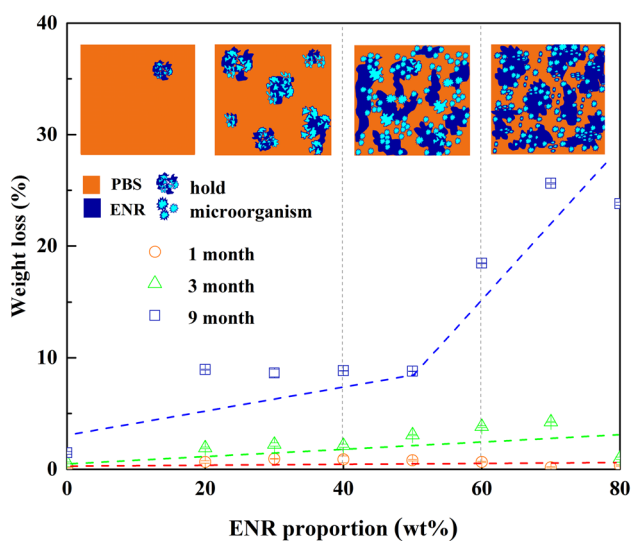 Weight loss (%)
40
30
20
10
0
PBS
hold
ENR
microorganism
1 month
3 month
9 month
0
20
40
60
80
ENR proportion (wt%)